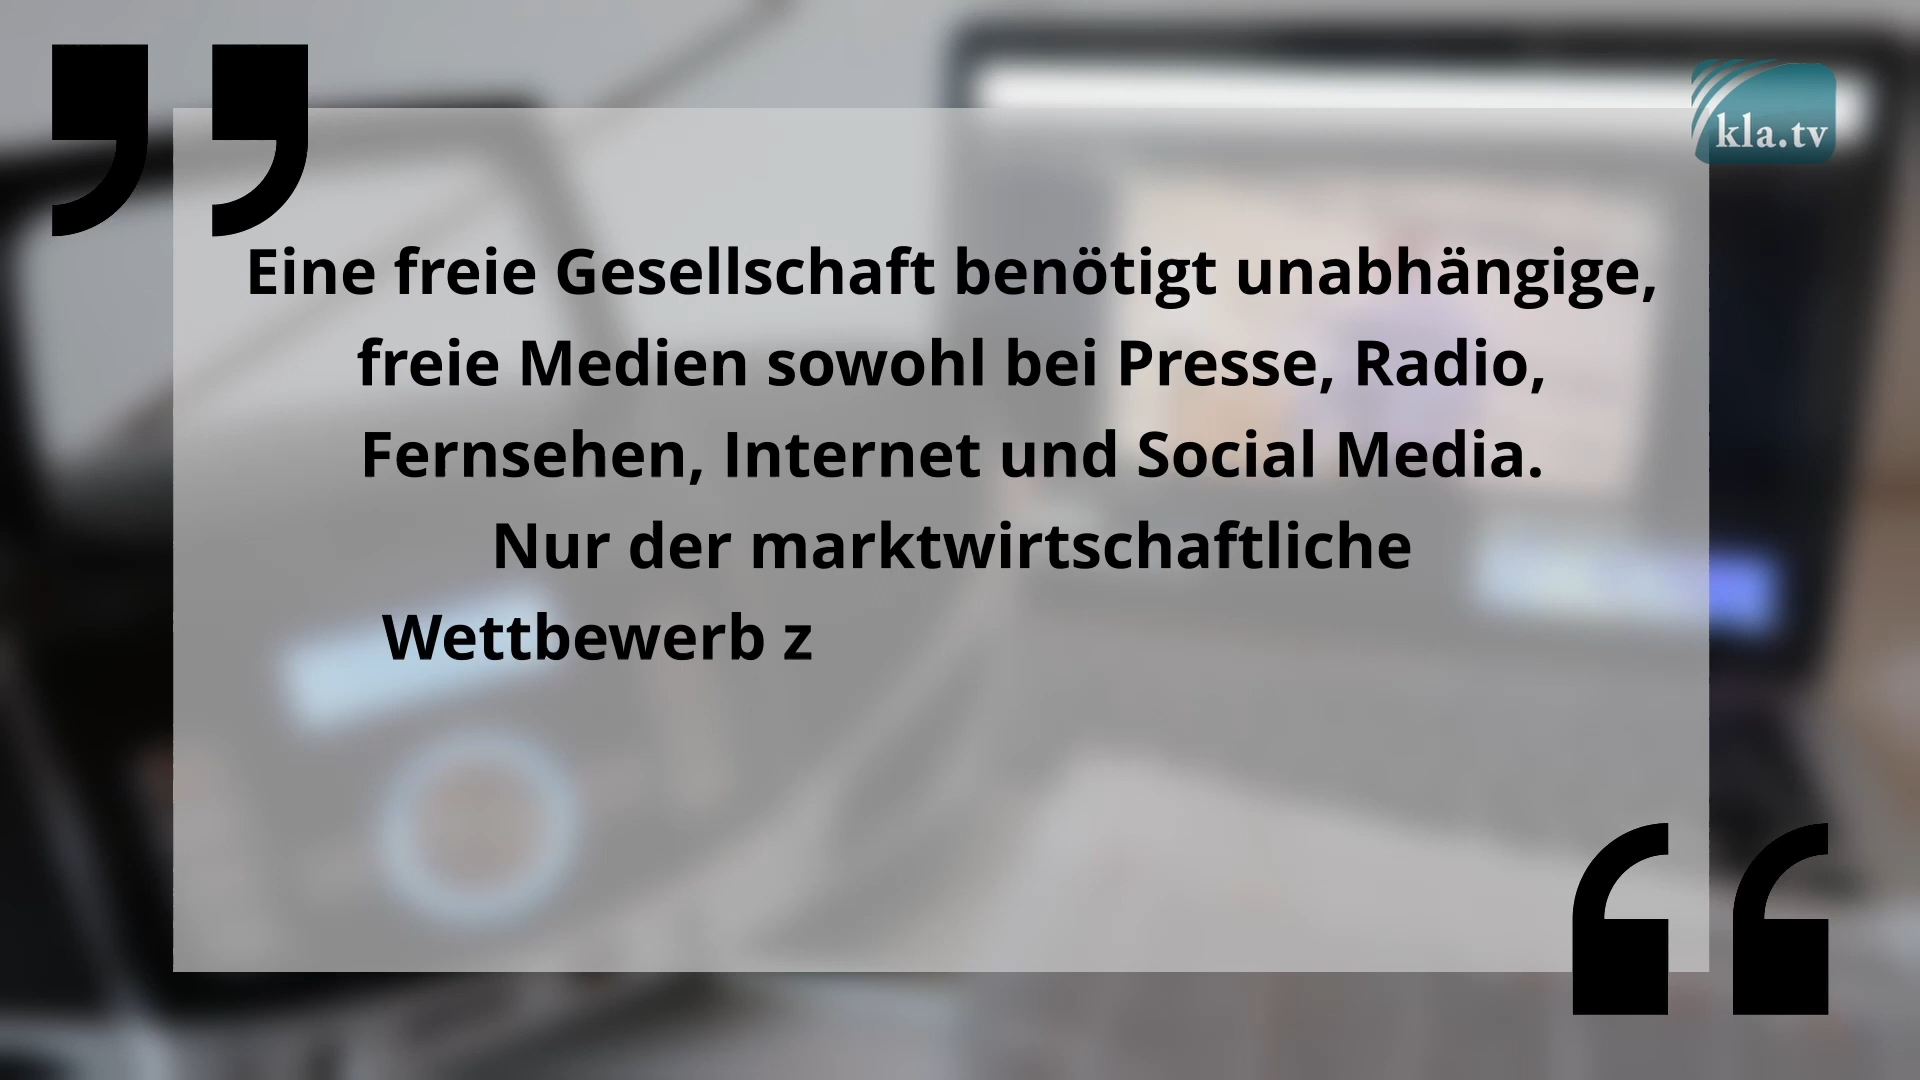 kla.tv
Eine freie Gesellschaft benötigt unabhängige,
freie Medien sowohl bei Presse, Radio,
Fernsehen, Internet und Social Media.
Nur der marktwirtschaftliche
Wettbewerb z